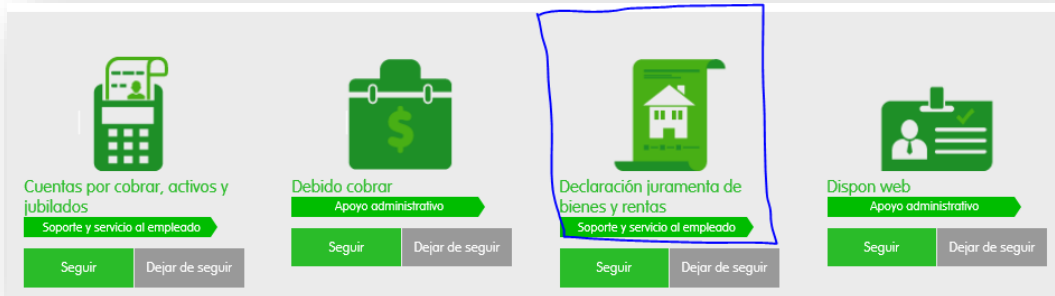 Cuentas por cobrar, activos y
jubilados
Soporte y servicio al empleado
Seguir
Dejar de seguir
Debido cobrar
Apoyo administrativo
Seguir
Dejar de seguir
Declaración juramenta de
bienes y rentas
Soporte y servicio al empleado
Seguir
Dejar de seguir
Dispon web
Apoyo administrativo
Seguir
Dejar de seguir